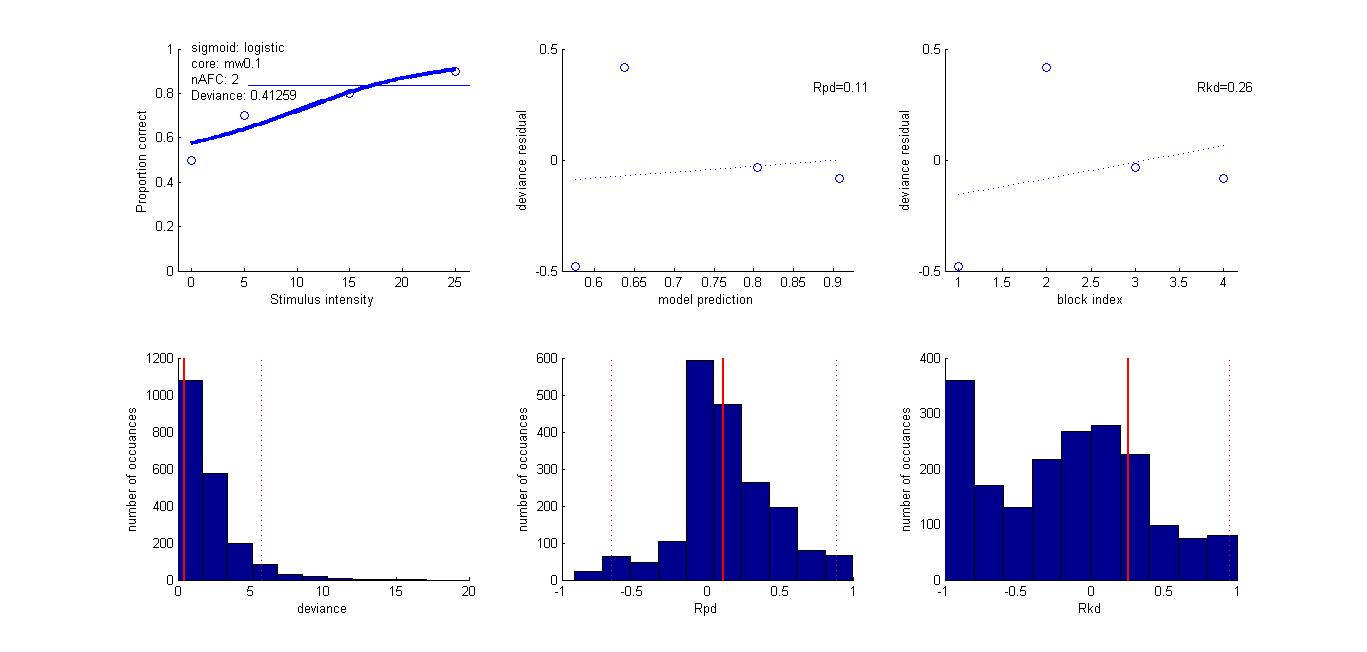 sigmoid: logistic
core: mw0.1
nAFC: 2
Deviance: 0.41259
1
0.8
0.6
0.4
0.2
0
Proportion correct
0 5 10 15 20 25
Stimulus intensity
0.5
0
-0.5
deviance residual
Rpd=0.11
0.6 0.65 0.7 0.75 0.8 0.85 0.9
model prediction
0.5
0
-0.5
deviance residual
Rkd=0.26
1 1.5 2 2.5 3 3.5 4
block index
1200
1000
800
600
400
200
0
number of occuances
0 5 10 15 20
deviance
600
500
400
300
200
100
0
number of occuances
-1 -0.5 0 0.5 1
Rpd
400
300
200
100
0
number of occuances
-1 -0.5 0 0.5 1
Rkd